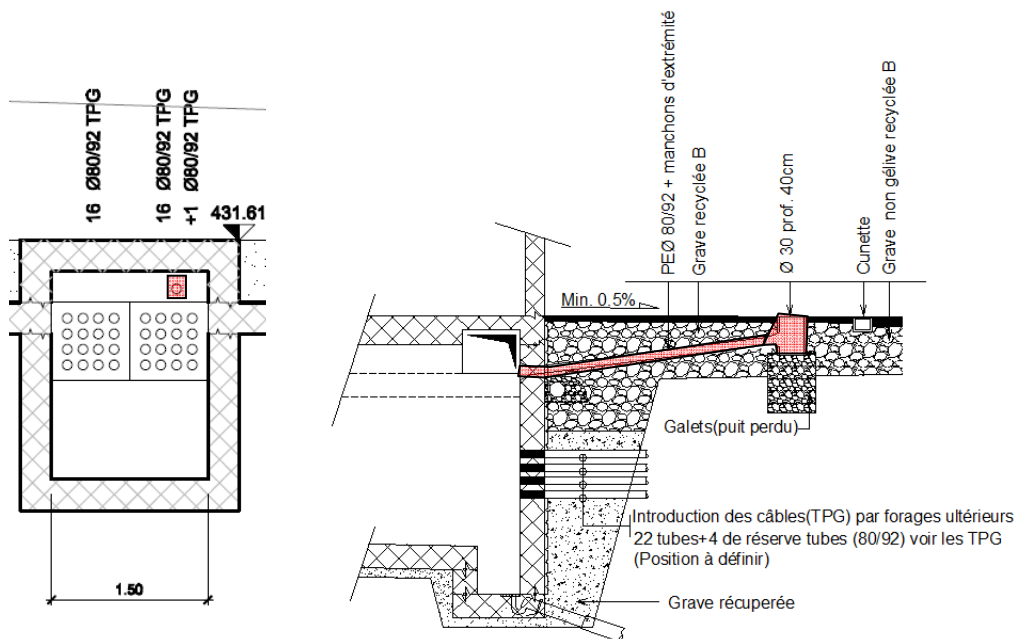 16 Ø80/92 TPG
16 Ø80/92 TPG
+1 Ø80/92 TPG
431.61
1.50
PEØ 80/92 + manchons d'extrémité
Grave recyclée B
Ø 30 prof. 40cm
Cunette
Grave non gélive recyclée B
Min. 0.5%
Galets(puit perdu)
Introduction des câbles(TPG) par forages ultérieurs
22 tubes+4 de réserve tubes (80/92) voir les TPG
(Position à définir)
Grave récuperée